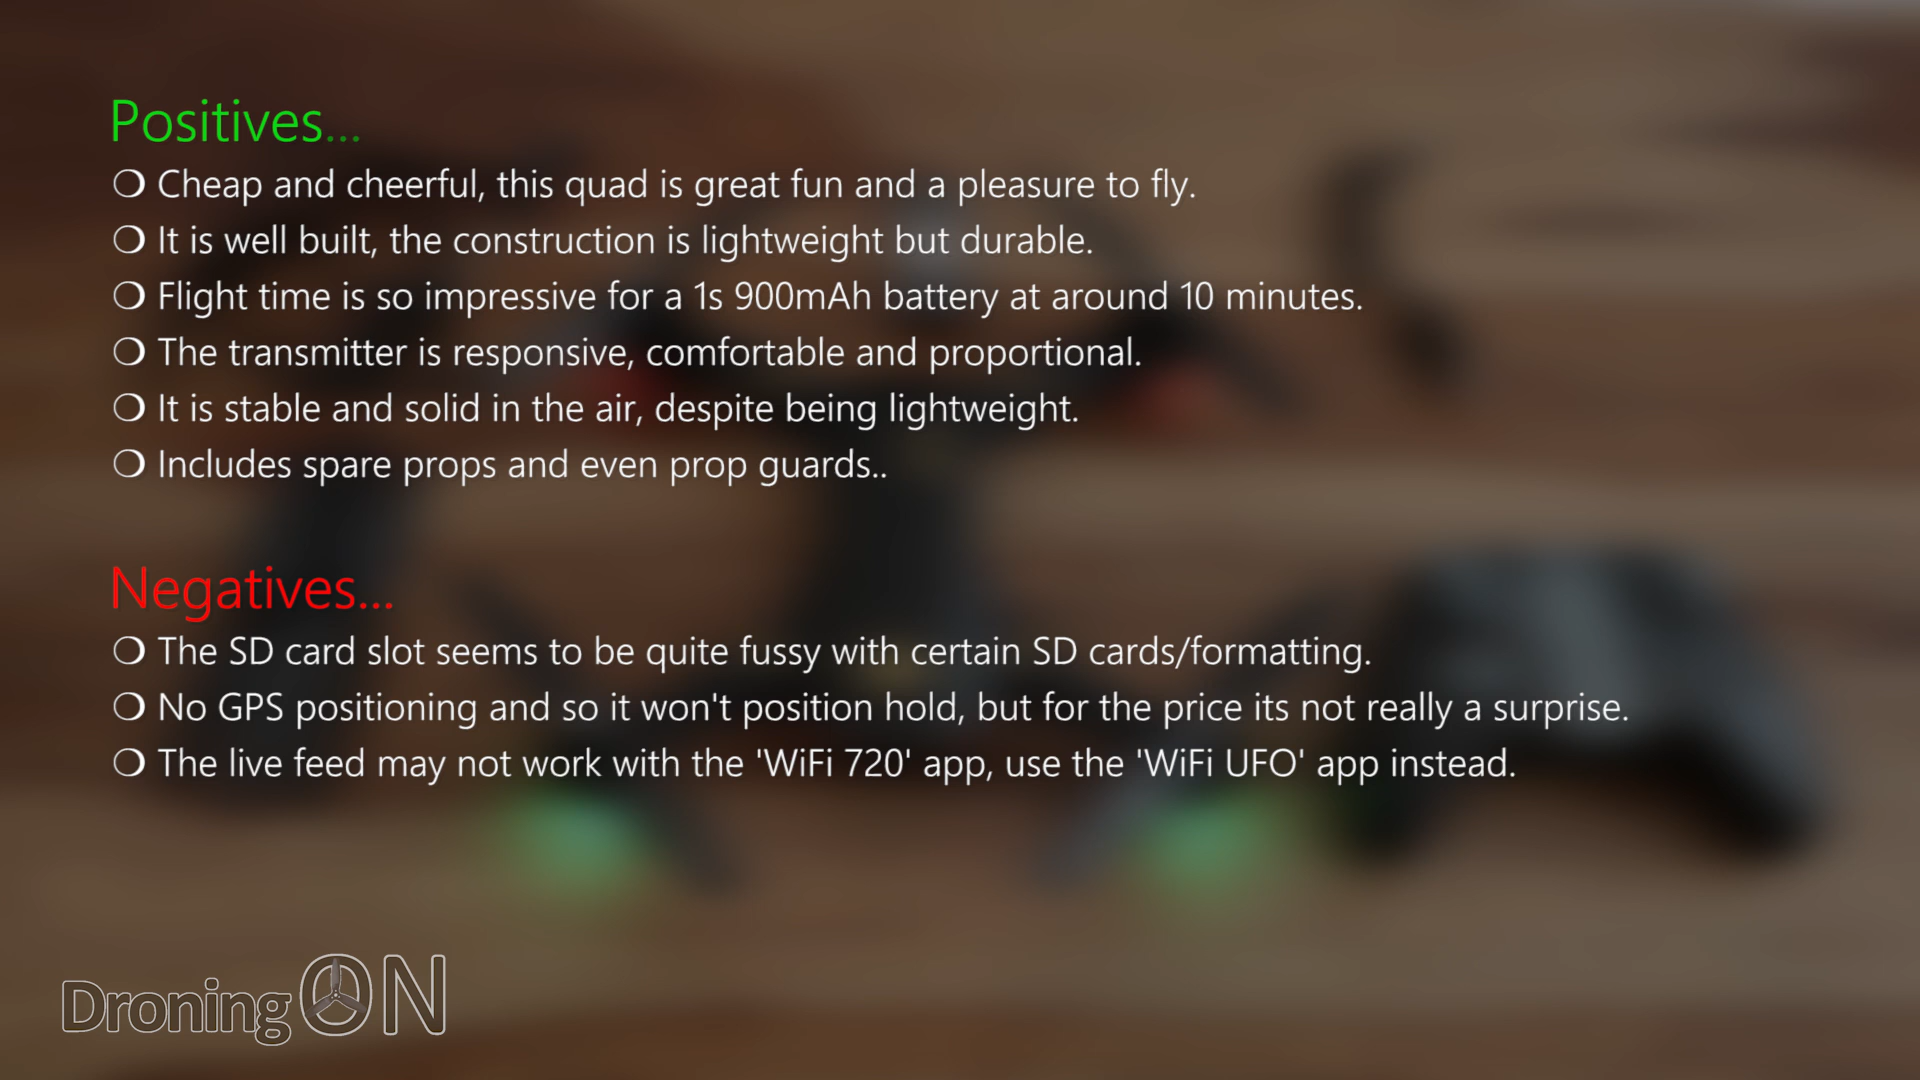 Positives...
❍ Cheap and cheerful, this quad is great fun and a pleasure to fly.
❍ It is well built, the construction is lightweight but durable.
❍ Flight time is so impressive for a 1s 900mAh battery at around 10 minutes.
❍ The transmitter is responsive, comfortable and proportional.
❍ It is stable and solid in the air, despite being lightweight.
❍ Includes spare props and even prop guards..
Negatives...
❍ The SD card slot seems to be quite fussy with certain SD cards/formatting.
❍ No GPS positioning and so it won't position hold, but for the price its not really a surprise.
❍ The live feed may not work with the 'WiFi 720' app, use the 'WiFi UFO' app instead.
DroningON